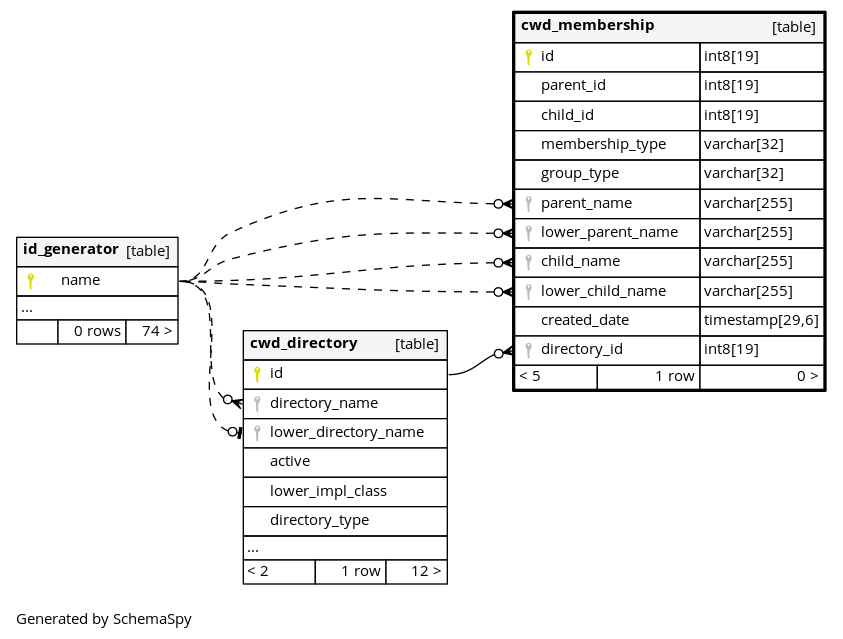 cwd_membership [table]
id int8[19]
parent_id int8[19]
child_id int8[19]
membership_type varchar[32]
group_type varchar[32]
parent_name varchar[255]
lower_parent_name varchar[255]
child_name varchar[255]
lower_child_name varchar[255]
created_date timestamp[29,6]
directory_id int8[19]
< 5 1 row 0 >
id_generator [table]
name
...
0 rows 74 >
cwd_directory [table]
id
directory_name
lower_directory_name
active
lower_impl_class
directory_type
...
< 2 1 row 12 >
Generated by SchemaSpy